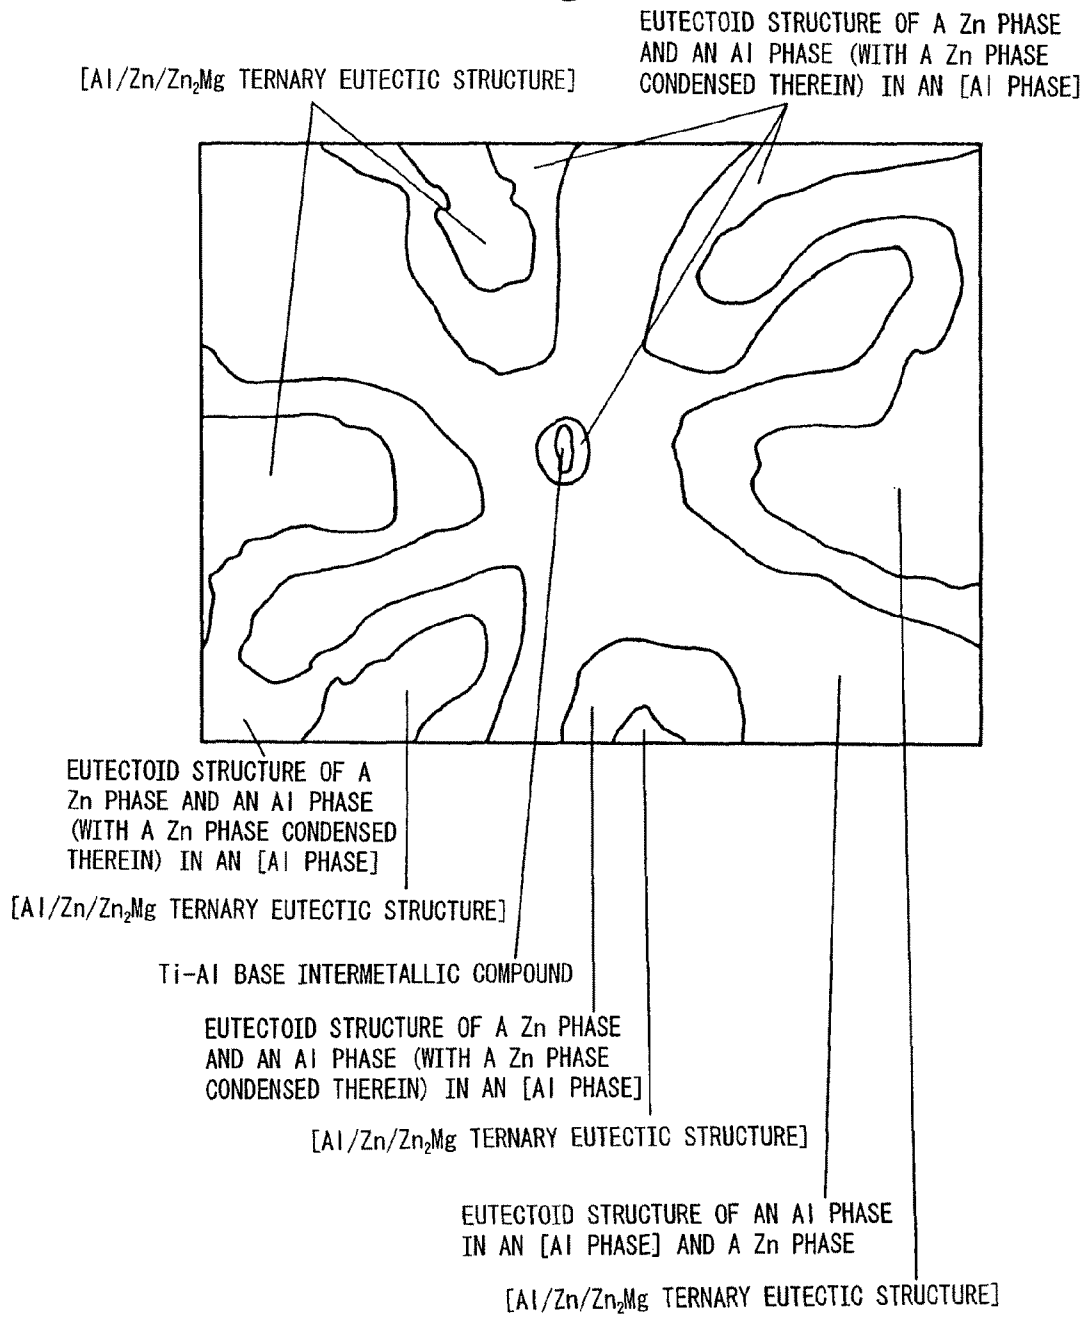 EUTECTOID STRUCTURE OF A Zn PHASE
AND AN Al PHASE (WITH A Zn PHASE
CONDENSED THEREIN) IN AN [Al PHASE]
[Al/Zn/Zn₂Mg TERNARY EUTECTIC STRUCTURE]
EUTECTOID STRUCTURE OF A
Zn PHASE AND AN Al PHASE
(WITH A Zn PHASE CONDENSED
THEREIN) IN AN [Al PHASE]
[Al/Zn/Zn₂Mg TERNARY EUTECTIC STRUCTURE]
Ti-Al BASE INTERMETALLIC COMPOUND
EUTECTOID STRUCTURE OF A Zn PHASE
AND AN Al PHASE (WITH A Zn PHASE
CONDENSED THEREIN) IN AN [Al PHASE]
[Al/Zn/Zn₂Mg TERNARY EUTECTIC STRUCTURE]
EUTECTOID STRUCTURE OF AN Al PHASE
IN AN [Al PHASE] AND A Zn PHASE
[Al/Zn/Zn₂Mg TERNARY EUTECTIC STRUCTURE]